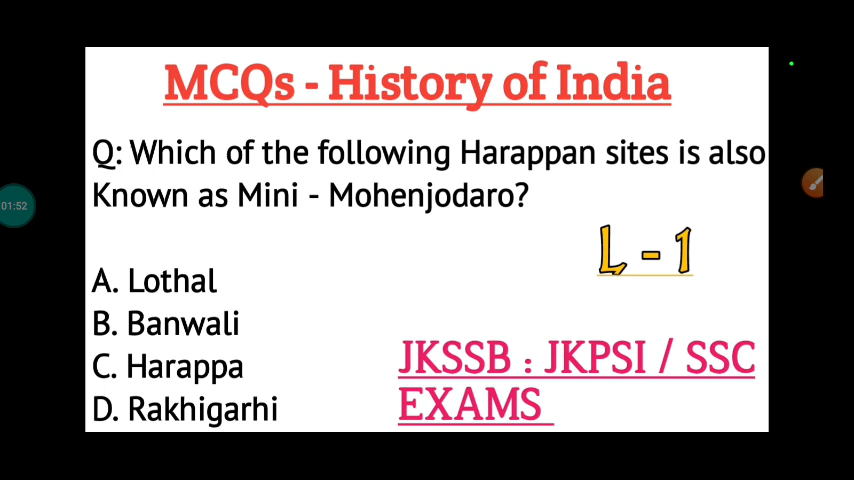 MCQs - History of India
Q: Which of the following Harappan sites is also
Known as Mini - Mohenjodaro?
L - 1
A. Lothal
B. Banwali
C. Harappa
D. Rakhigarhi
JKSSB : JKPSI / SSC
EXAMS
01:52